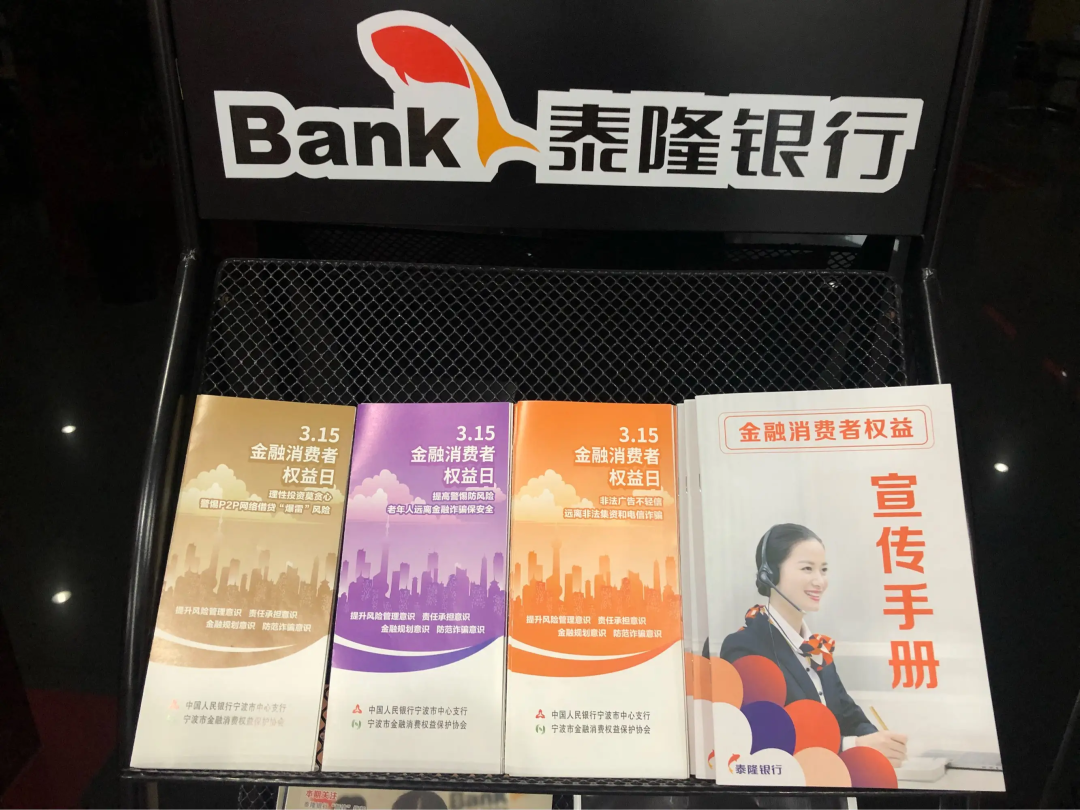 Bank 泰隆银行
3.15
金融消费者
权益日
理性投资莫贪心
警惕P2P网络借贷“爆雷”风险
提升风险管理意识 责任承担意识
金融规划意识 防范诈骗意识
中国人民银行宁波市中心支行
宁波市金融消费权益保护协会
3.15
金融消费者
权益日
提高警惕防风险
老年人远离金融诈骗保安全
提升风险管理意识 责任承担意识
金融规划意识 防范诈骗意识
中国人民银行宁波市中心支行
宁波市金融消费权益保护协会
3.15
金融消费者
权益日
非法广告不轻信
远离非法集资和电信诈骗
提升风险管理意识 责任承担意识
金融规划意识 防范诈骗意识
中国人民银行宁波市中心支行
宁波市金融消费权益保护协会
金融消费者权益
宣传手册
泰隆银行
本期关注
Bank